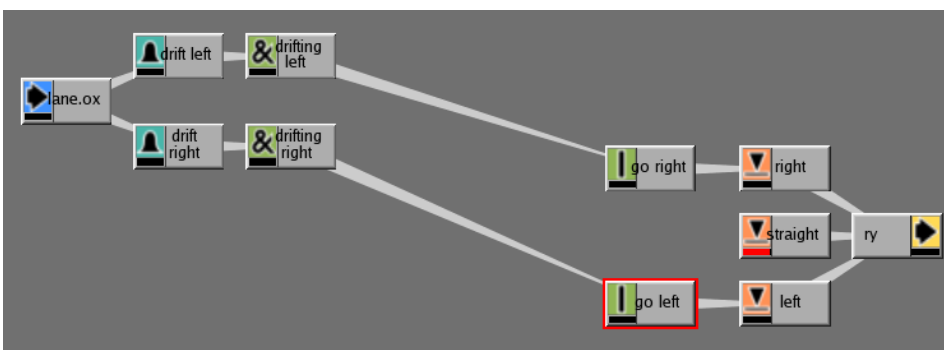 lane.ox
drift left
& drifting
left
drift
right
& drifting
right
go right
right
straight
ry
go left
left